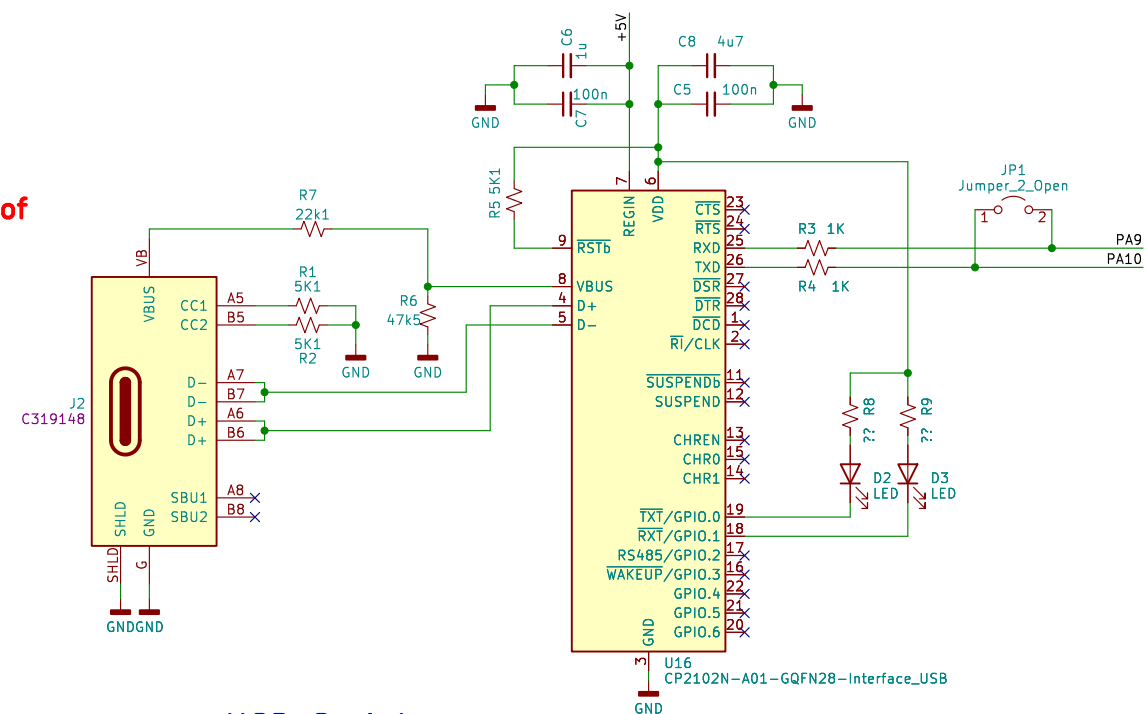 +5V
C6
1u
C8 4u7
100n
C7
C5 100n
GND
GND
R5 5K1
of
JP1
Jumper_2_Open
1 2
R7
22k1
7
6
REGIN
VDD
CTS 23
RTS 24
9 RSTb
RXD 25
R3 1K
PA9
TXD 26
R4 1K
PA10
VB
VBUS
R1
5K1
8 VBUS
DSR 27
CC1 A5
4 D+
DTR 28
CC2 B5
5 D-
DCD 1
5K1
R2
R6
47k5
RI/CLK 2
GND
GND
D- A7
SUSPENDb 11
D- B7
SUSPEND 12
J2
C319148
D+ A6
D+ B6
CHREN 13
CHR0 15
CHR1 14
R8
??
R9
??
D2
LED
D3
LED
SBU1 A8
SBU2 B8
TXT/GPIO.0 19
RXT/GPIO.1 18
RS485/GPIO.2 17
WAKEUP/GPIO.3 16
GPIO.4 22
GPIO.5 21
GPIO.6 20
SHLD
GND
SHLD
G
GND
GND
GND
3
U16
CP2102N-A01-GQFN28-Interface_USB
GND